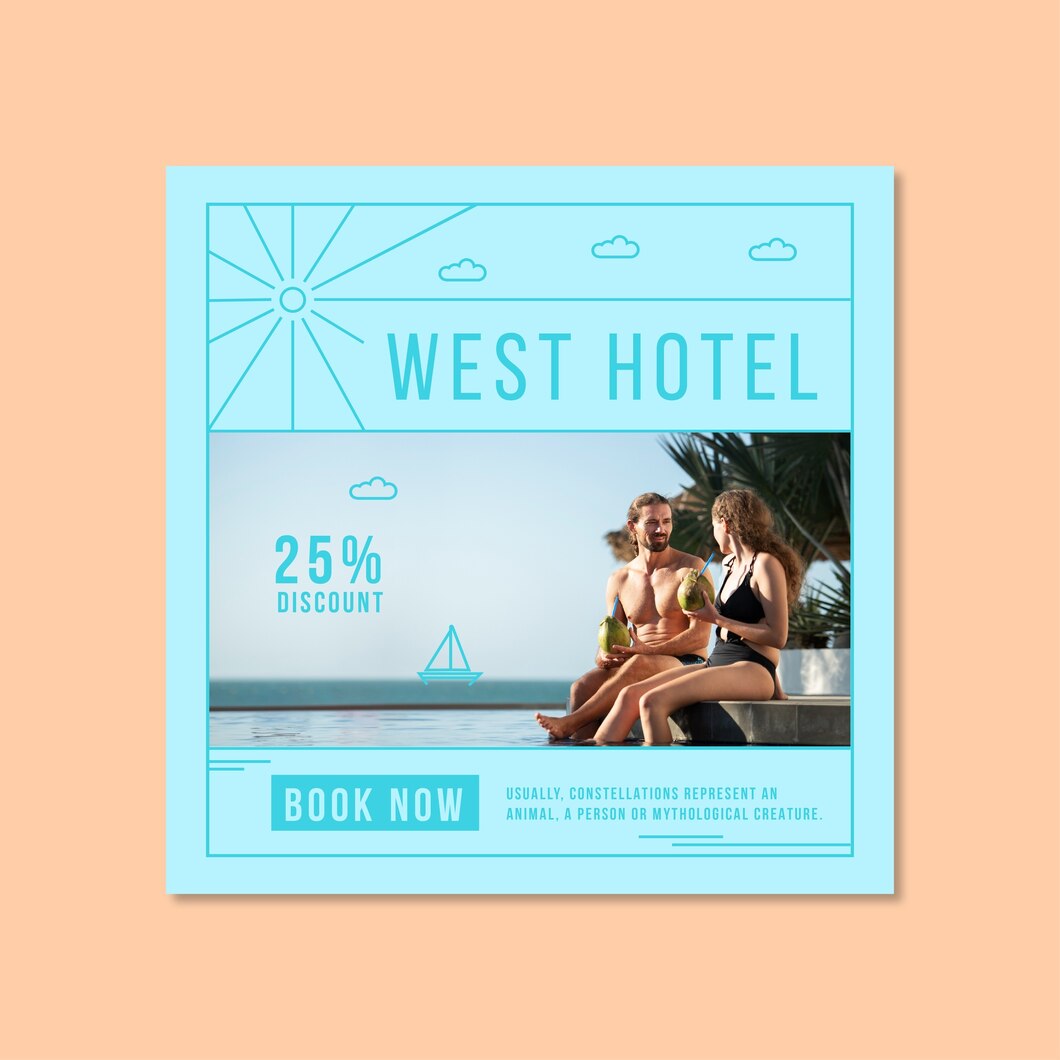 WEST HOTEL
25%
DISCOUNT
BOOK NOW
USUALLY, CONSTELLATIONS REPRESENT AN
ANIMAL, A PERSON OR MYTHOLOGICAL CREATURE.